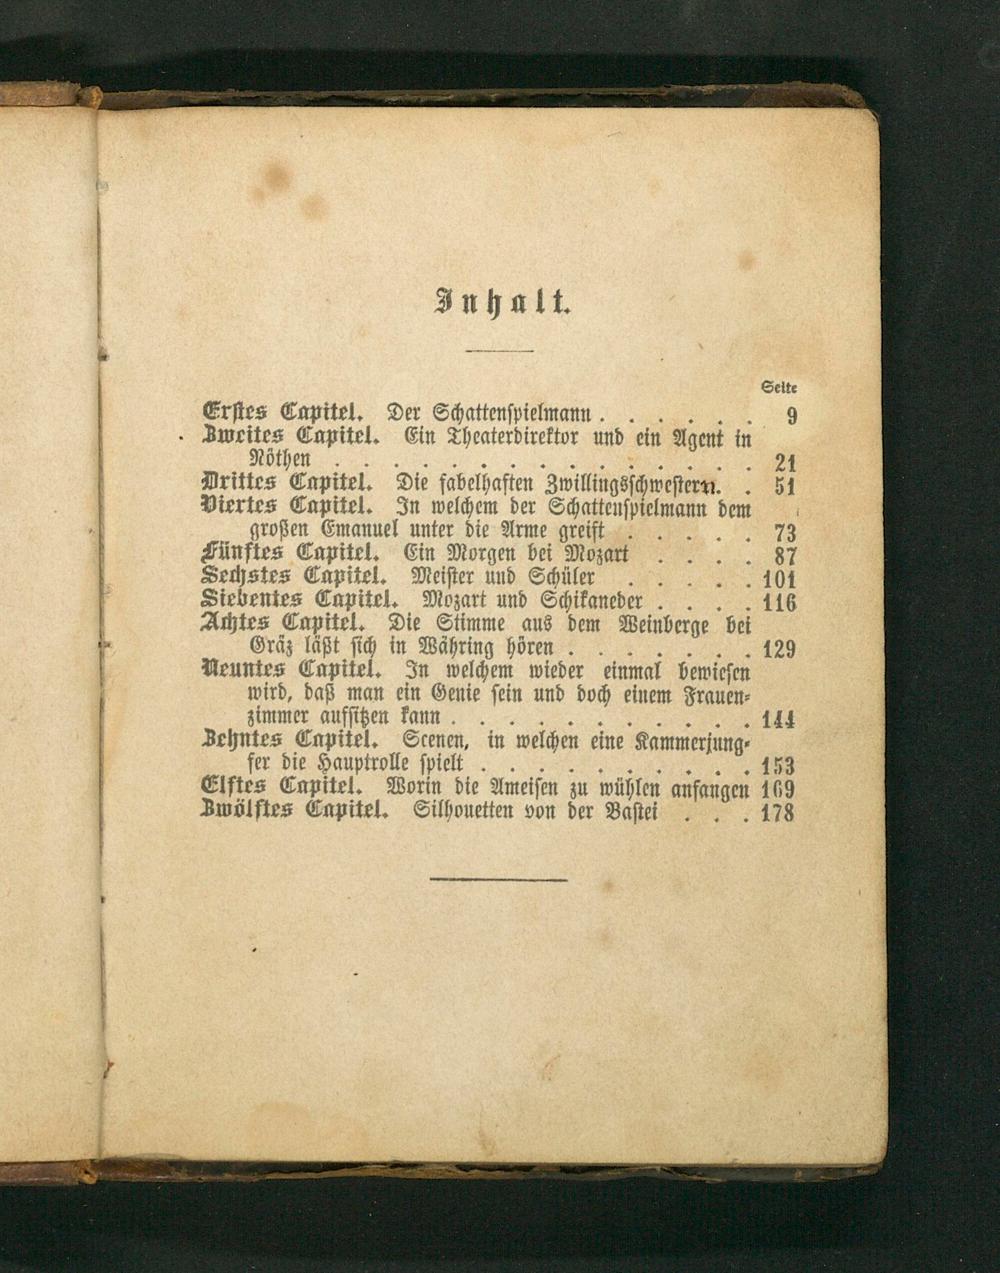 Inhalt.
Seite
Erstes Capitel. Der Schattenspielmann . . . . . . 9
Zweites Capitel. Ein Theaterdirektor und ein Agent in
Nöthen . . . . . . . . . . . . . . . 21
Drittes Capitel. Die fabelhaften Zwillingsschwestern. . 51
Viertes Capitel. In welchem der Schattenspielmann dem
großen Emanuel unter die Arme greift . . . . . 73
Fünftes Capitel. Ein Morgen bei Mozart . . . . 87
Sechstes Capitel. Meister und Schüler . . . . . 101
Siebentes Capitel. Mozart und Schikaneder . . . . 116
Achtes Capitel. Die Stimme aus dem Weinberge bei
Gräz läßt sich in Währing hören . . . . . . . 129
Neuntes Capitel. In welchem wieder einmal bewiesen
wird, daß man ein Genie sein und doch einem Frauen-
zimmer aufsitzen kann . . . . . . . . . . . 144
Zehntes Capitel. Scenen, in welchen eine Kammerjung-
fer die Hauptrolle spielt . . . . . . . . . . 153
Elftes Capitel. Worin die Ameisen zu wühlen anfangen 169
Zwölftes Capitel. Silhouetten von der Bastei . . . 178